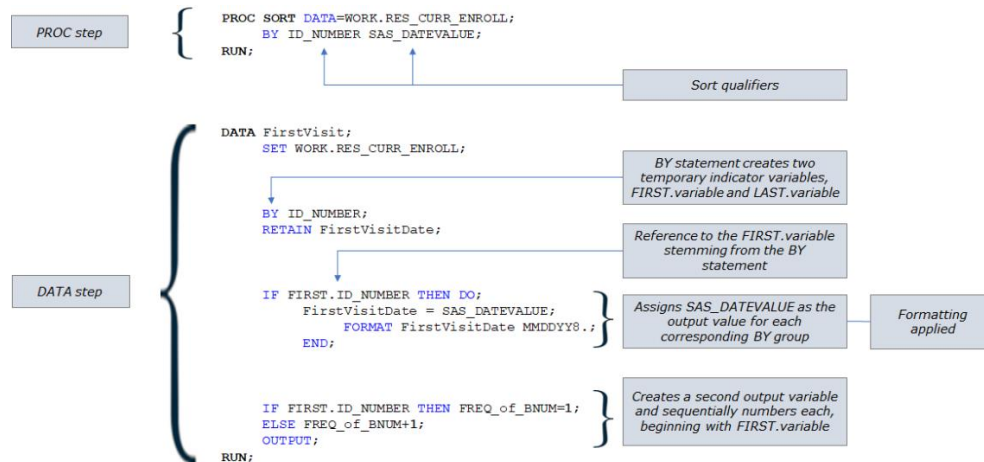 PROC step
PROC SORT DATA=WORK.RES_CURR_ENROLL;
BY ID_NUMBER SAS_DATEVALUE;
RUN;
Sort qualifiers
DATA step
DATA FirstVisit;
SET WORK.RES_CURR_ENROLL;
BY statement creates two
temporary indicator variables,
FIRST.variable and LAST.variable
BY ID_NUMBER;
RETAIN FirstVisitDate;
Reference to the FIRST.variable
stemming from the BY
statement
IF FIRST.ID_NUMBER THEN DO;
FirstVisitDate = SAS_DATEVALUE;
FORMAT FirstVisitDate MMDDYY8.;
END;
Assigns SAS_DATEVALUE as the
output value for each
corresponding BY group
Formatting
applied
IF FIRST.ID_NUMBER THEN FREQ_of_BNUM=1;
ELSE FREQ_of_BNUM+1;
OUTPUT;
Creates a second output variable
and sequentially numbers each,
beginning with FIRST.variable
RUN;